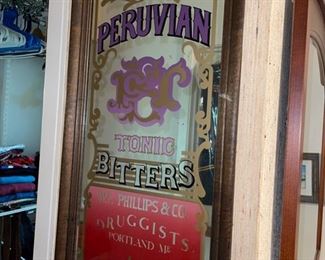 PERUVIAN
TONIC
BITTERS
PHILLIPS & CO
DRUGGISTS
PORTLAND ME